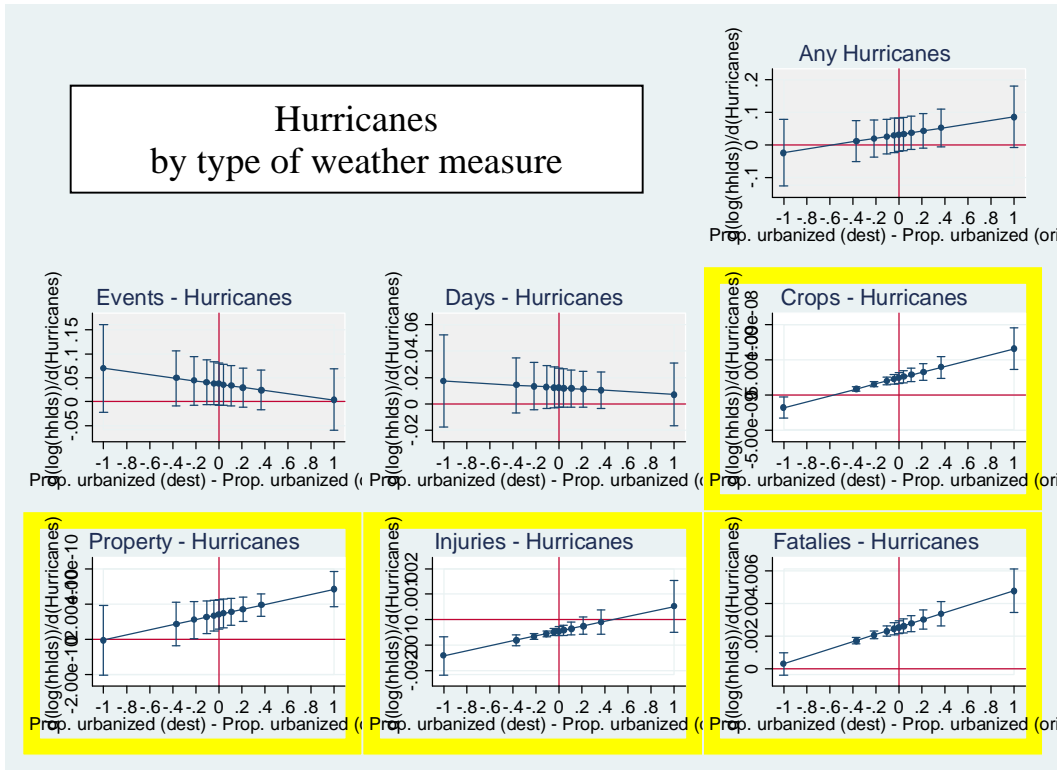 Hurricanes
by type of weather measure
Any Hurricanes
d(log(hhlds))/d(Hurricanes)
-.1 0 .1 .2
-1 -.8 -.6 -.4 -.2 0 .2 .4 .6 .8 1
Prop. urbanized (dest) - Prop. urbanized (ori
Events - Hurricanes
d(log(hhlds))/d(Hurricanes)
-.05 0 .05 .1 .15
-1 -.8 -.6 -.4 -.2 0 .2 .4 .6 .8 1
Prop. urbanized (dest) - Prop. urbanized (
Days - Hurricanes
d(log(hhlds))/d(Hurricanes)
-.02 0 .02 .04 .06
-1 -.8 -.6 -.4 -.2 0 .2 .4 .6 .8 1
Prop. urbanized (dest) - Prop. urbanized (
Crops - Hurricanes
d(log(hhlds))/d(Hurricanes)
-1 -.8 -.6 -.4 -.2 0 .2 .4 .6 .8 1
Prop. urbanized (dest) - Prop. urbanized (ori
Property - Hurricanes
d(log(hhlds))/d(Hurricanes)
-1 -.8 -.6 -.4 -.2 0 .2 .4 .6 .8 1
Prop. urbanized (dest) - Prop. urbanized (
Injuries - Hurricanes
d(log(hhlds))/d(Hurricanes)
-1 -.8 -.6 -.4 -.2 0 .2 .4 .6 .8 1
Prop. urbanized (dest) - Prop. urbanized (
Fatalies - Hurricanes
d(log(hhlds))/d(Hurricanes)
0 .002 .004 .006
-1 -.8 -.6 -.4 -.2 0 .2 .4 .6 .8 1
Prop. urbanized (dest) - Prop. urbanized (ori